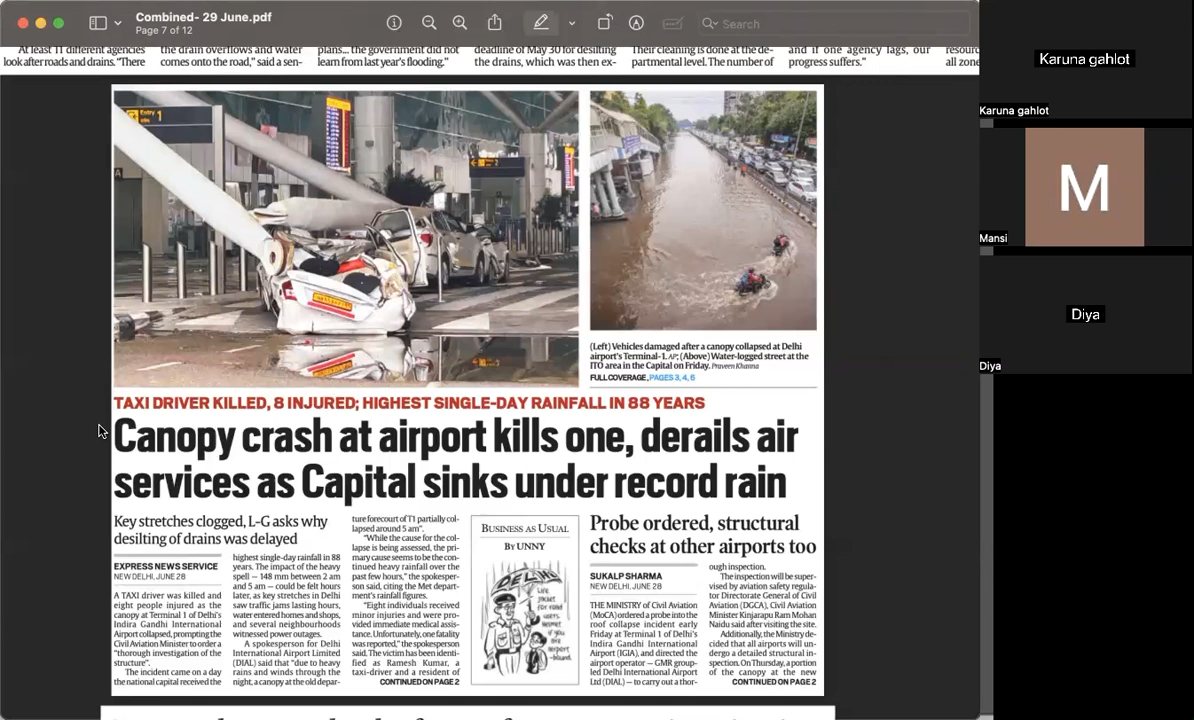 Combined- 29 June.pdf
Page 7 of 12
Search
At least 11 different agencies
look after roads and drains. "There
the drain overflows and water
comes onto the road," said a sen-
plans... the government did not
learn from last year's flooding."
deadline of May 30 for desilting
the drains, which was then ex-
Their cleaning is done at the de-
partmental level. The number of
and if one agency lags, our
progress suffers."
resourc
all zone
Entry 1
(Left) Vehicles damaged after a canopy collapsed at Delhi
airport's Terminal-1. AP; (Above) Water-logged street at the
ITO area in the Capital on Friday. Praveen Khanna
FULL COVERAGE, PAGES 3, 4, 6
TAXI DRIVER KILLED, 8 INJURED; HIGHEST SINGLE-DAY RAINFALL IN 88 YEARS
Canopy crash at airport kills one, derails air
services as Capital sinks under record rain
Key stretches clogged, L-G asks why
desilting of drains was delayed
EXPRESS NEWS SERVICE
NEW DELHI, JUNE 28
A TAXI driver was killed and
eight people injured as the
canopy at Terminal 1 of Delhi's
Indira Gandhi International
Airport collapsed, prompting the
Civil Aviation Minister to order a
"thorough investigation of the
structure".
The incident came on a day
the national capital received the
highest single-day rainfall in 88
years. The impact of the heavy
spell — 148 mm between 2 am
and 5 am — could be felt hours
later, as key stretches in Delhi
saw traffic jams lasting hours,
water entered homes and shops,
and several neighbourhoods
witnessed power outages.
A spokesperson for Delhi
International Airport Limited
(DIAL) said that "due to heavy
rains and winds through the
night, a canopy at the old depar-
ture forecourt of T1 partially col-
lapsed around 5 am".
"While the cause for the col-
lapse is being assessed, the pri-
mary cause seems to be the con-
tinued heavy rainfall over the
past few hours," the spokesper-
son said, citing the Met depart-
ment's rainfall figures.
"Eight individuals received
minor injuries and were pro-
vided immediate medical assis-
tance. Unfortunately, one fatality
was reported," the spokesperson
said. The victim has been identi-
fied as Ramesh Kumar, a
taxi-driver and a resident of
CONTINUED ON PAGE 2
BUSINESS AS USUAL
BY UNNY
DELHI
Life
jacket
for road
users
helmet
if you
are
airport
-bound
Probe ordered, structural
checks at other airports too
SUKALP SHARMA
NEW DELHI, JUNE 28
THE MINISTRY of Civil Aviation
(MoCA) ordered a probe into the
roof collapse incident early
Friday at Terminal 1 of Delhi's
Indira Gandhi International
Airport (IGIA), and directed the
airport operator — GMR group-
led Delhi International Airport
Ltd (DIAL) — to carry out a thor-
ough inspection.
The inspection will be super-
vised by aviation safety regula-
tor Directorate General of Civil
Aviation (DGCA), Civil Aviation
Minister Kinjarapu Ram Mohan
Naidu said after visiting the site.
Additionally, the Ministry de-
cided that all airports will un-
dergo a detailed structural in-
spection. On Thursday, a portion
of the canopy at the new
CONTINUED ON PAGE 2
Karuna gahlot
Karuna gahlot
M
Mansi
Diya
Diya